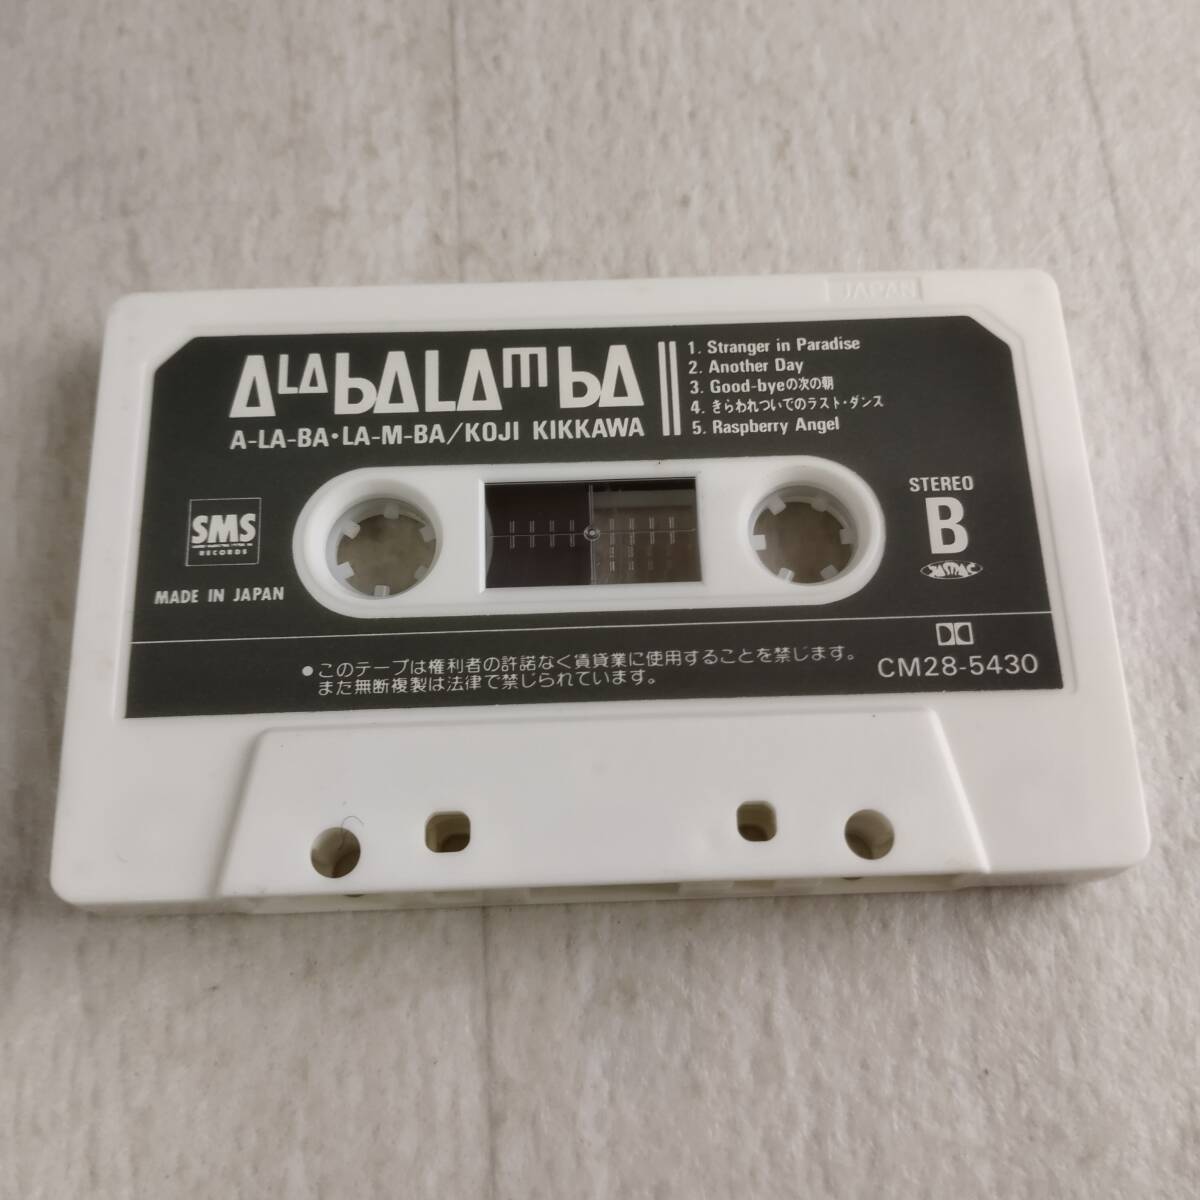 JAPAN
ALAbALAmbA
A-LA-BA・LA-M-BA/KOJI KIKKAWA
1. Stranger in Paradise
2. Another Day
3. Good-byeの次の朝
4. きらわれついでのラスト・ダンス
5. Raspberry Angel
SMS
RECORDS
MADE IN JAPAN
STEREO
B
JASRAC
●このテープは権利者の許諾なく賃貸業に使用することを禁じます。
また無断複製は法律で禁じられています。
CM28-5430